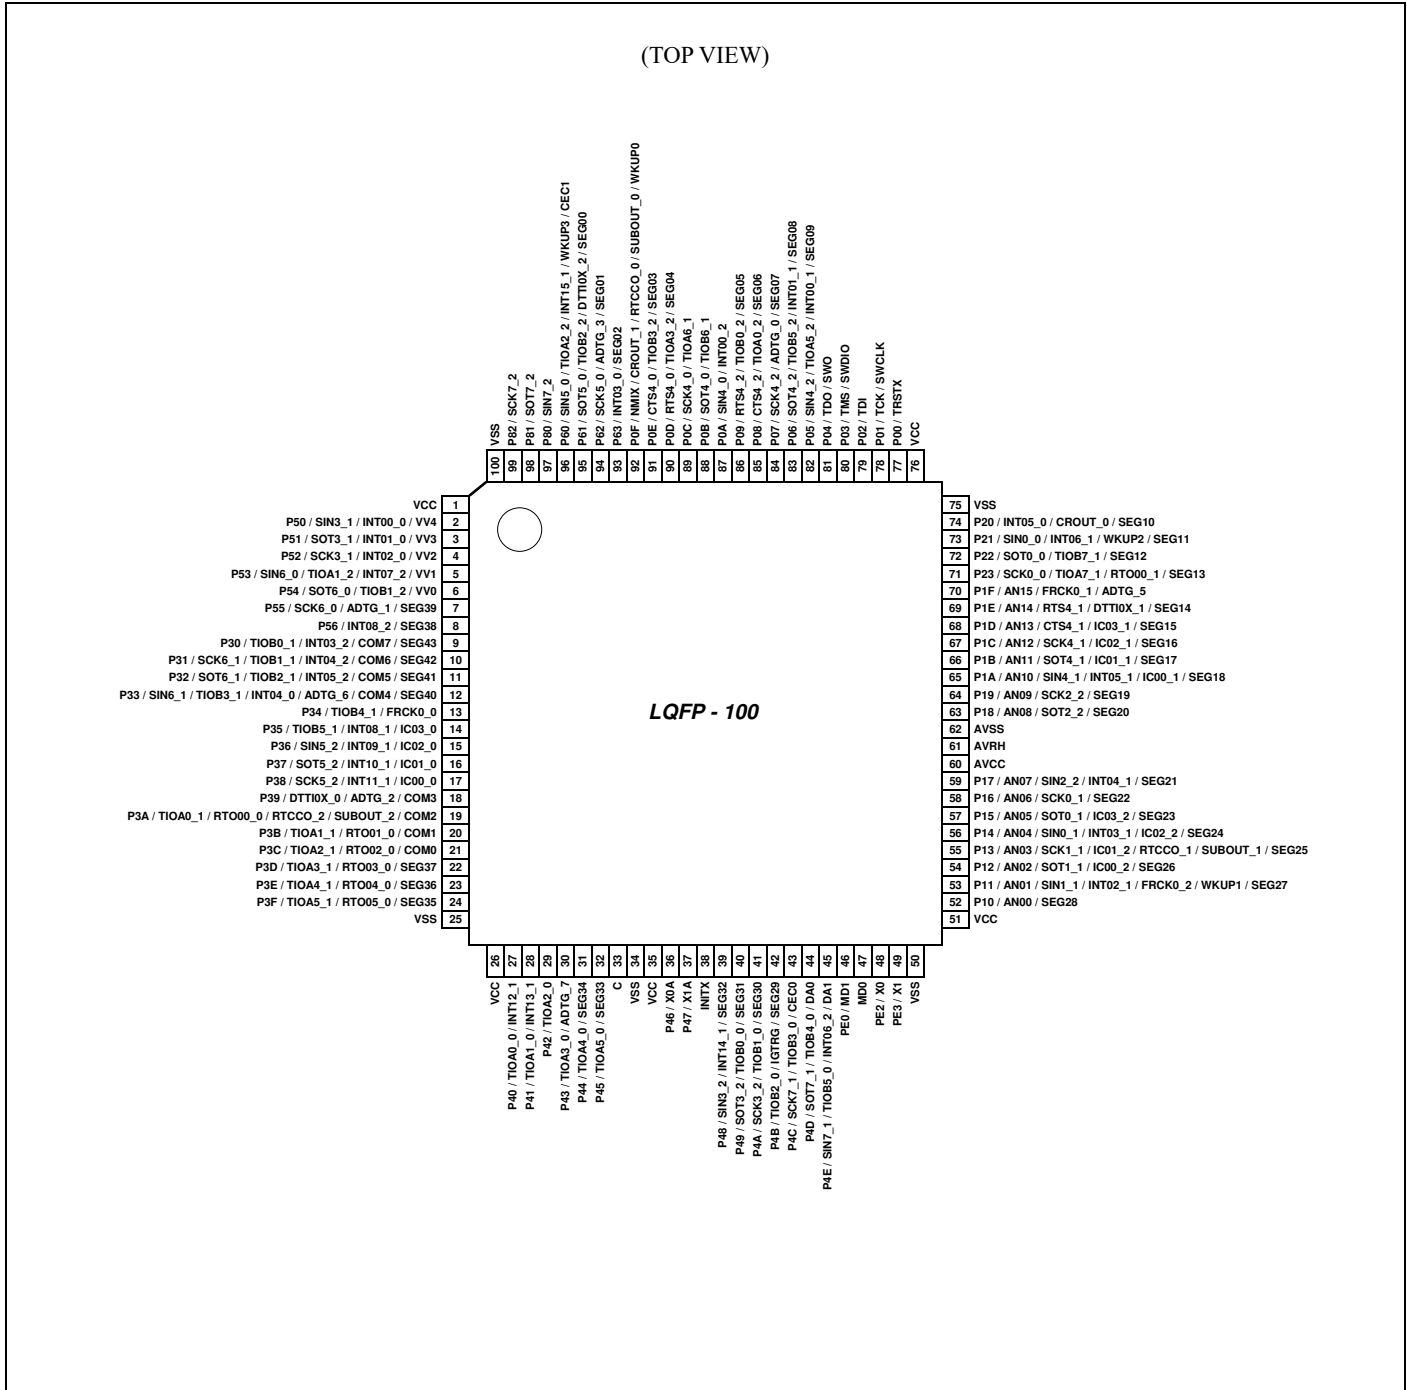 (TOP VIEW)
VSS
P82 / SCK7_2
P81 / SOT7_2
P80 / SIN7_2
P60 / SIN5_0 / TIOA2_2 / INT15_1 / WKUP3 / CEC1
P61 / SOT5_0 / TIOB2_2 / DTTI0X_2 / SEG00
P62 / SCK5_0 / ADTG_3 / SEG01
P63 / INT03_0 / SEG02
P0F / NMIX / CROUT_1 / RTCCO_0 / SUBOUT_0 / WKUP0
P0E / CTS4_0 / TIOB3_2 / SEG03
P0D / RTS4_0 / TIOA3_2 / SEG04
P0C / SCK4_0 / TIOA6_1
P0B / SOT4_0 / TIOB6_1
P0A / SIN4_0 / INT00_2
P09 / RTS4_2 / TIOB0_2 / SEG05
P08 / CTS4_2 / TIOA0_2 / SEG06
P07 / SCK4_2 / ADTG_0 / SEG07
P06 / SOT4_2 / TIOB5_2 / INT01_1 / SEG08
P05 / SIN4_2 / TIOA5_2 / INT00_1 / SEG09
P04 / TDO / SWO
P03 / TMS / SWDIO
P02 / TDI
P01 / TCK / SWCLK
P00 / TRSTX
VCC
100
99
98
97
96
95
94
93
92
91
90
89
88
87
86
85
84
83
82
81
80
79
78
77
76
VCC 1
P50 / SIN3_1 / INT00_0 / VV4 2
P51 / SOT3_1 / INT01_0 / VV3 3
P52 / SCK3_1 / INT02_0 / VV2 4
P53 / SIN6_0 / TIOA1_2 / INT07_2 / VV1 5
P54 / SOT6_0 / TIOB1_2 / VV0 6
P55 / SCK6_0 / ADTG_1 / SEG39 7
P56 / INT08_2 / SEG38 8
P30 / TIOB0_1 / INT03_2 / COM7 / SEG43 9
P31 / SCK6_1 / TIOB1_1 / INT04_2 / COM6 / SEG42 10
P32 / SOT6_1 / TIOB2_1 / INT05_2 / COM5 / SEG41 11
P33 / SIN6_1 / TIOB3_1 / INT04_0 / ADTG_6 / COM4 / SEG40 12
P34 / TIOB4_1 / FRCK0_0 13
P35 / TIOB5_1 / INT08_1 / IC03_0 14
P36 / SIN5_2 / INT09_1 / IC02_0 15
P37 / SOT5_2 / INT10_1 / IC01_0 16
P38 / SCK5_2 / INT11_1 / IC00_0 17
P39 / DTTI0X_0 / ADTG_2 / COM3 18
P3A / TIOA0_1 / RTO00_0 / RTCCO_2 / SUBOUT_2 / COM2 19
P3B / TIOA1_1 / RTO01_0 / COM1 20
P3C / TIOA2_1 / RTO02_0 / COM0 21
P3D / TIOA3_1 / RTO03_0 / SEG37 22
P3E / TIOA4_1 / RTO04_0 / SEG36 23
P3F / TIOA5_1 / RTO05_0 / SEG35 24
VSS 25
LQFP - 100
75 VSS
74 P20 / INT05_0 / CROUT_0 / SEG10
73 P21 / SIN0_0 / INT06_1 / WKUP2 / SEG11
72 P22 / SOT0_0 / TIOB7_1 / SEG12
71 P23 / SCK0_0 / TIOA7_1 / RTO00_1 / SEG13
70 P1F / AN15 / FRCK0_1 / ADTG_5
69 P1E / AN14 / RTS4_1 / DTTI0X_1 / SEG14
68 P1D / AN13 / CTS4_1 / IC03_1 / SEG15
67 P1C / AN12 / SCK4_1 / IC02_1 / SEG16
66 P1B / AN11 / SOT4_1 / IC01_1 / SEG17
65 P1A / AN10 / SIN4_1 / INT05_1 / IC00_1 / SEG18
64 P19 / AN09 / SCK2_2 / SEG19
63 P18 / AN08 / SOT2_2 / SEG20
62 AVSS
61 AVRH
60 AVCC
59 P17 / AN07 / SIN2_2 / INT04_1 / SEG21
58 P16 / AN06 / SCK0_1 / SEG22
57 P15 / AN05 / SOT0_1 / IC03_2 / SEG23
56 P14 / AN04 / SIN0_1 / INT03_1 / IC02_2 / SEG24
55 P13 / AN03 / SCK1_1 / IC01_2 / RTCCO_1 / SUBOUT_1 / SEG25
54 P12 / AN02 / SOT1_1 / IC00_2 / SEG26
53 P11 / AN01 / SIN1_1 / INT02_1 / FRCK0_2 / WKUP1 / SEG27
52 P10 / AN00 / SEG28
51 VCC
26
27
28
29
30
31
32
33
34
35
36
37
38
39
40
41
42
43
44
45
46
47
48
49
50
VCC
P40 / TIOA0_0 / INT12_1
P41 / TIOA1_0 / INT13_1
P42 / TIOA2_0
P43 / TIOA3_0 / ADTG_7
P44 / TIOA4_0 / SEG34
P45 / TIOA5_0 / SEG33
C
VSS
VCC
P46 / X0A
P47 / X1A
INITX
P48 / SIN3_2 / INT14_1 / SEG32
P49 / SOT3_2 / TIOB0_0 / SEG31
P4A / SCK3_2 / TIOB1_0 / SEG30
P4B / TIOB2_0 / IGTRG / SEG29
P4C / SCK7_1 / TIOB3_0 / CEC0
P4D / SOT7_1 / TIOB4_0 / DA0
P4E / SIN7_1 / TIOB5_0 / INT06_2 / DA1
PE0 / MD1
MD0
PE2 / X0
PE3 / X1
VSS